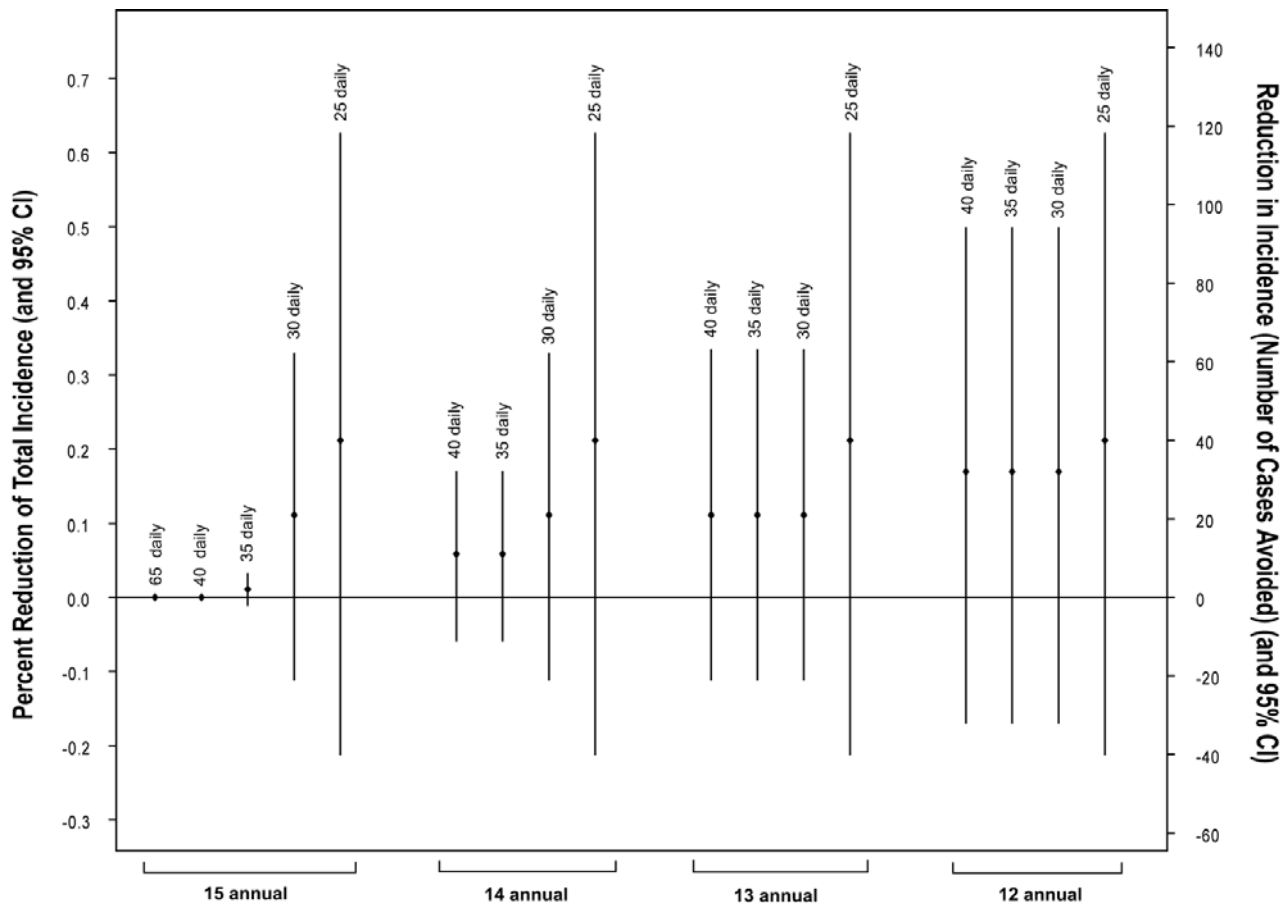 Percent Reduction of Total Incidence (and 95% CI)
0.7
0.6
0.5
0.4
0.3
0.2
0.1
0.0
-0.1
-0.2
-0.3
65 daily
40 daily
35 daily
30 daily
25 daily
40 daily
35 daily
30 daily
25 daily
40 daily
35 daily
30 daily
25 daily
40 daily
35 daily
30 daily
25 daily
140
120
100
80
60
40
20
0
-20
-40
-60
Reduction in Incidence (Number of Cases Avoided) (and 95% CI)
15 annual
14 annual
13 annual
12 annual